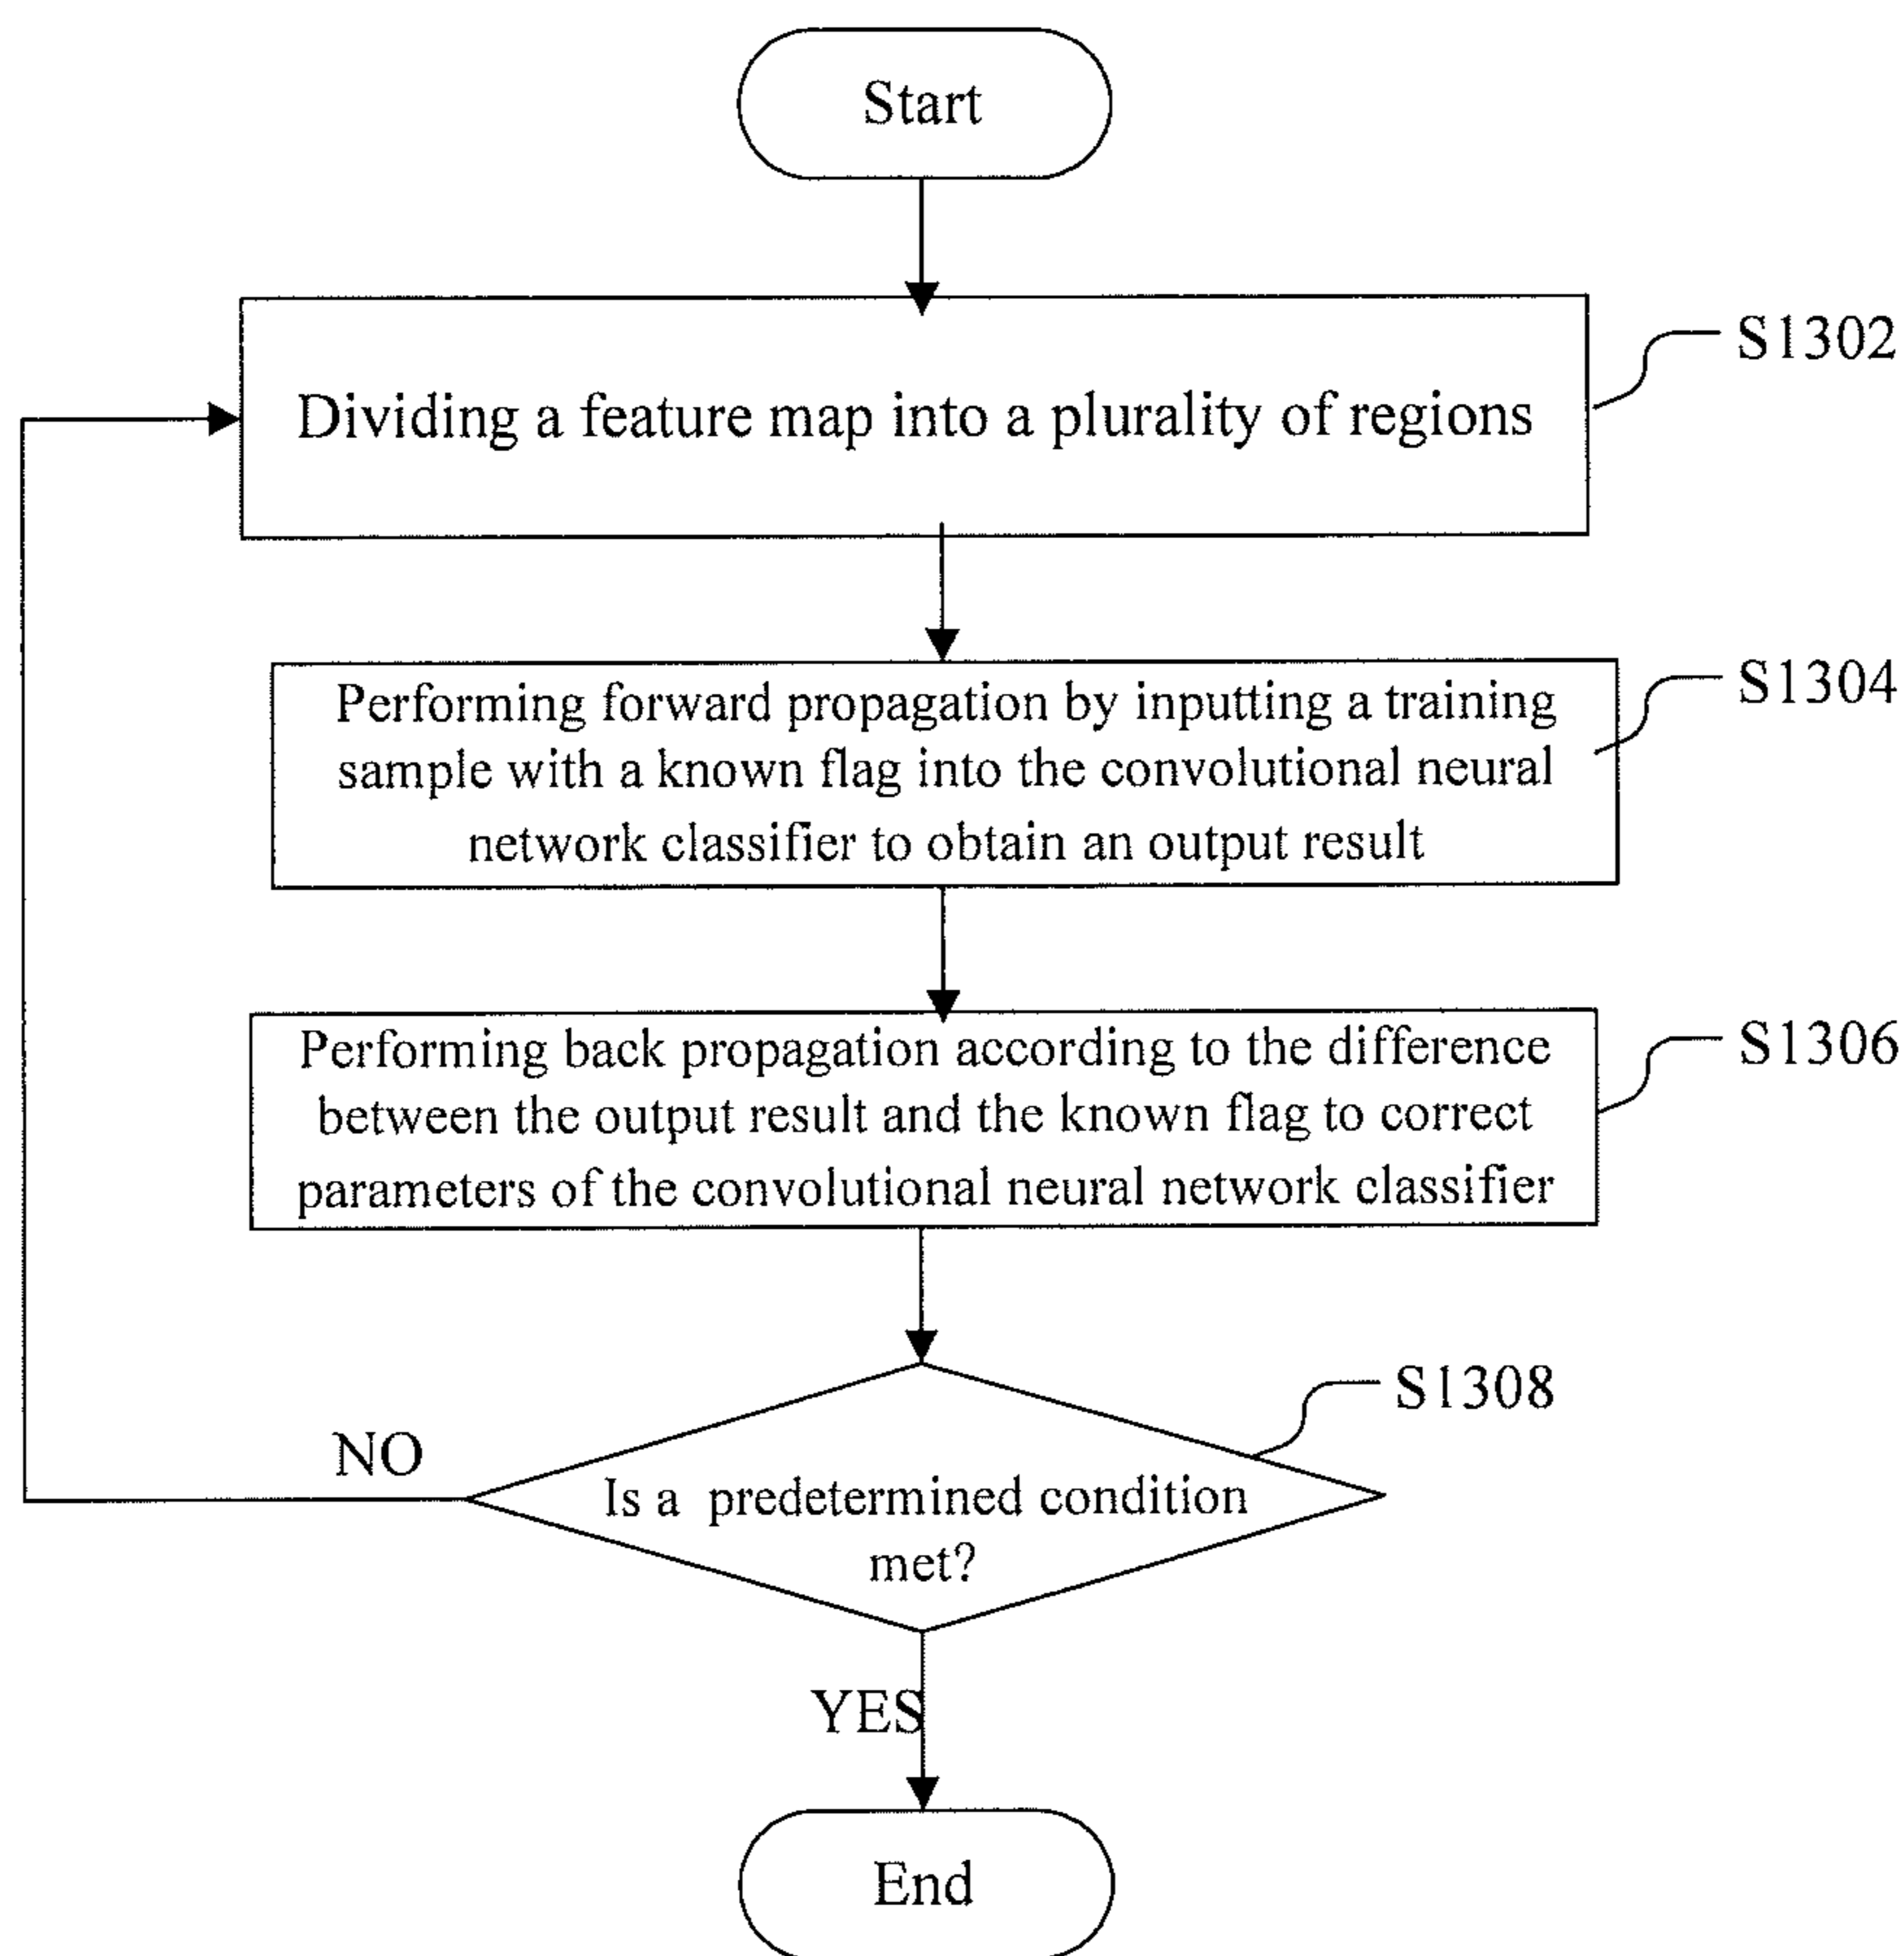 Start
S1302
Dividing a feature map into a plurality of regions
S1304
Performing forward propagation by inputting a training
sample with a known flag into the convolutional neural
network classifier to obtain an output result
S1306
Performing back propagation according to the difference
between the output result and the known flag to correct
parameters of the convolutional neural network classifier
S1308
NO
Is a predetermined condition
met?
YES
End